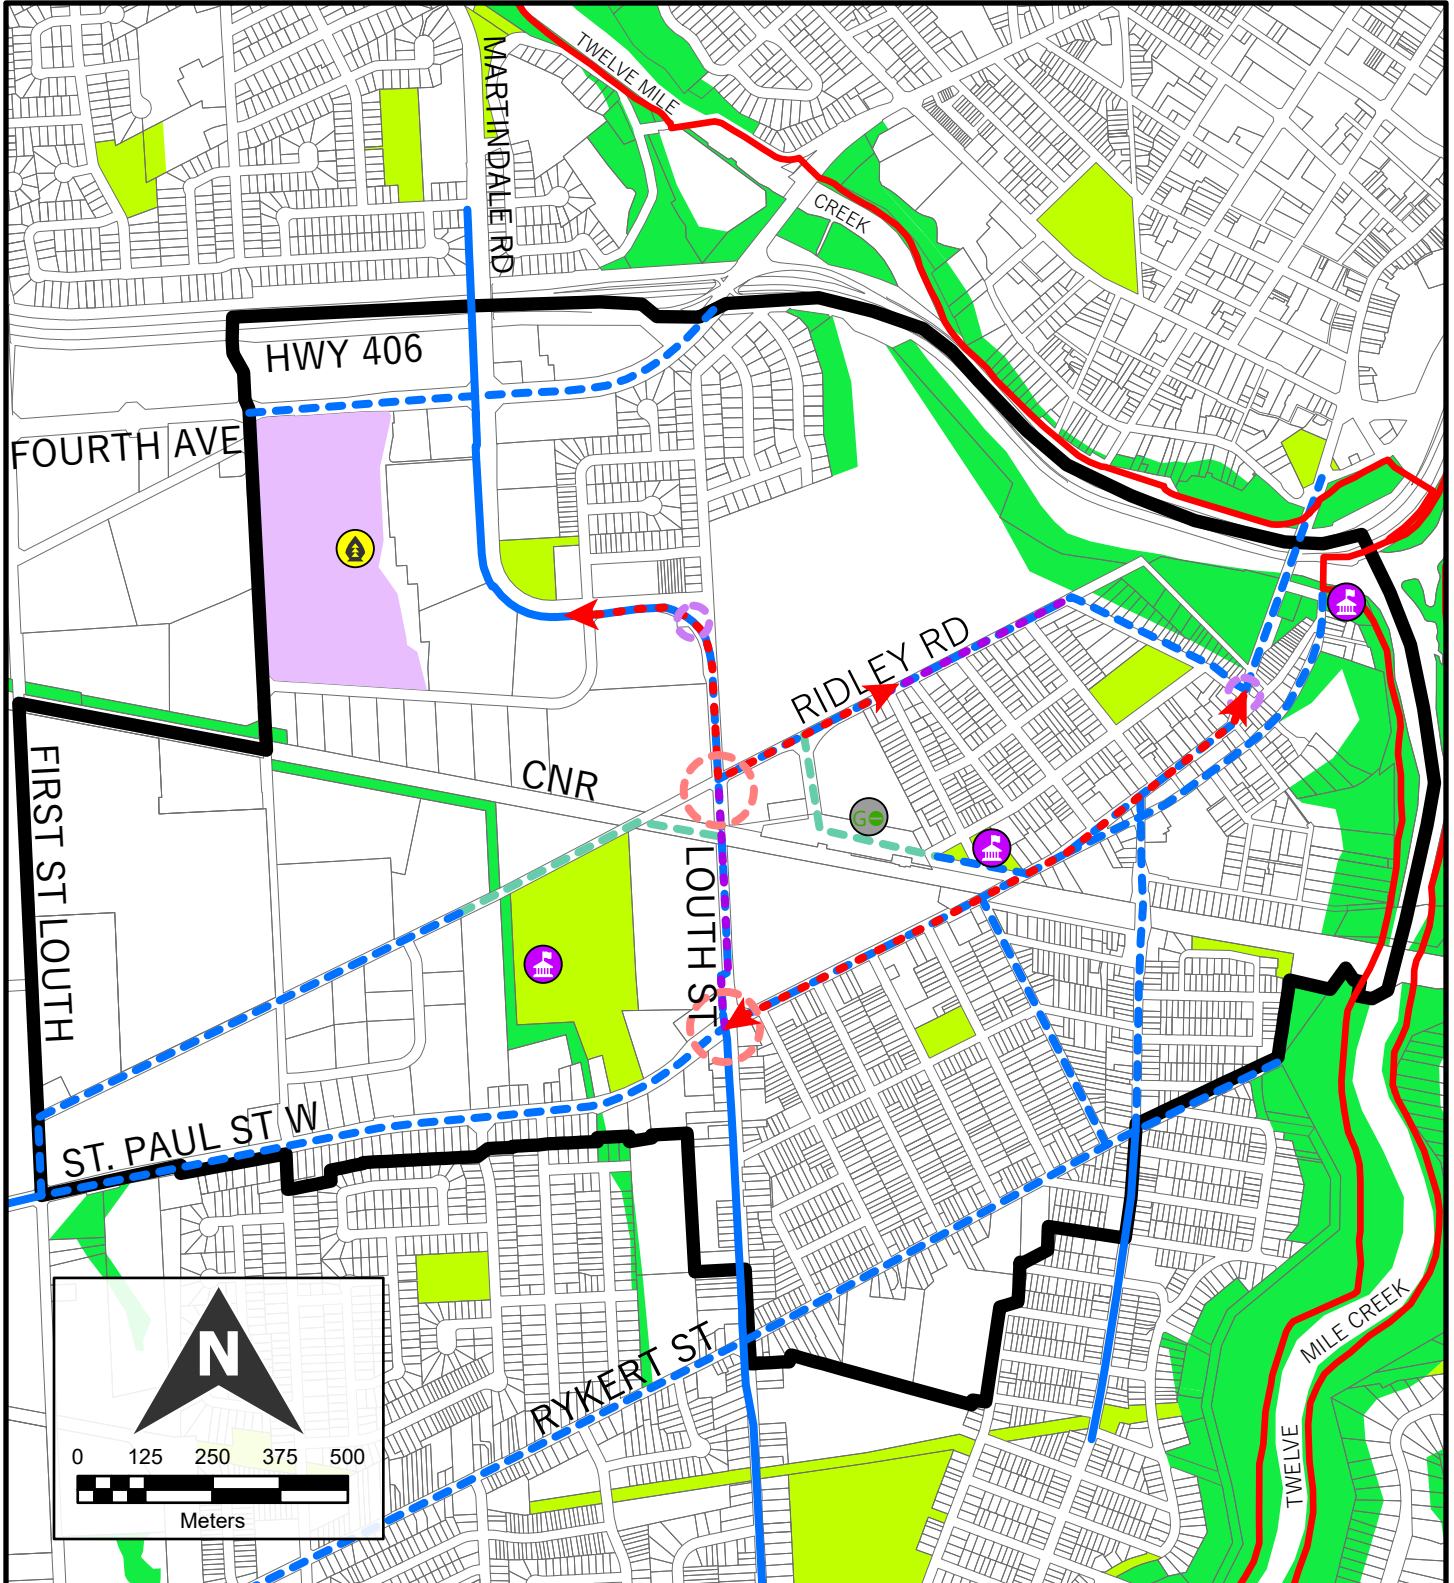 MARTINDALE RD
TWELVE MILE
CREEK
HWY 406
FOURTH AVE
RIDLEY RD
CNR
FIRST ST LOUTH
LOUTH ST
G
ST. PAUL ST W
RYKERT ST
MILE CREEK
TWELVE
N
0 125 250 375 500
Meters